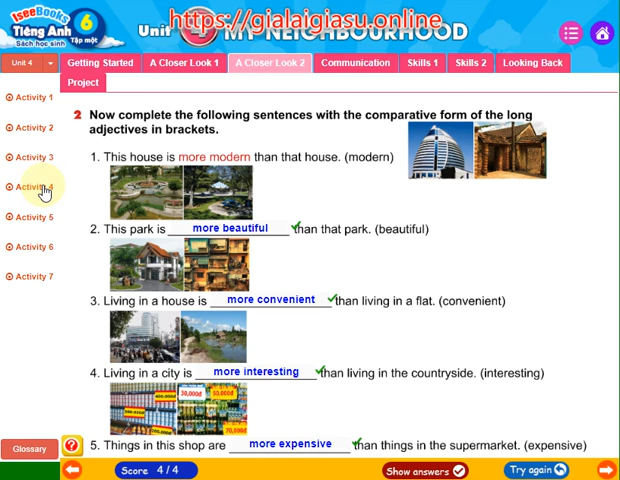 IseeBooks
Tiếng Anh 6
Sách học sinh Tập một
https://gialaigiasu.online
Unit 4 MY NEIGHBOURHOOD
Unit 4 Getting Started A Closer Look 1 A Closer Look 2 Communication Skills 1 Skills 2 Looking Back
Project
Activity 1
Activity 2
Activity 3
Activity 4
Activity 5
Activity 6
Activity 7
2 Now complete the following sentences with the comparative form of the long
adjectives in brackets.
1. This house is more modern than that house. (modern)
2. This park is more beautiful than that park. (beautiful)
3. Living in a house is more convenient than living in a flat. (convenient)
4. Living in a city is more interesting than living in the countryside. (interesting)
5. Things in this shop are more expensive than things in the supermarket. (expensive)
Glossary
?
Score 4 / 4 Show answers Try again